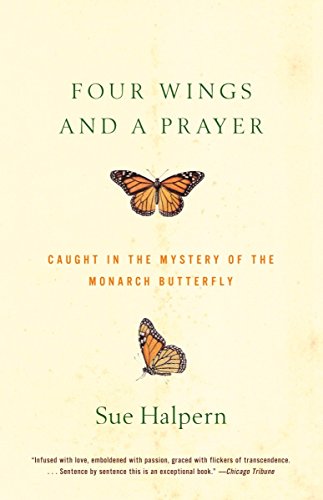 FOUR WINGS
AND A PRAYER
CAUGHT IN THE MYSTERY OF THE
MONARCH BUTTERFLY
Sue Halpern
"Infused with love, emboldened with passion, graced with flickers of transcendence.
. . . Sentence by sentence this is an exceptional book." —Chicago Tribune